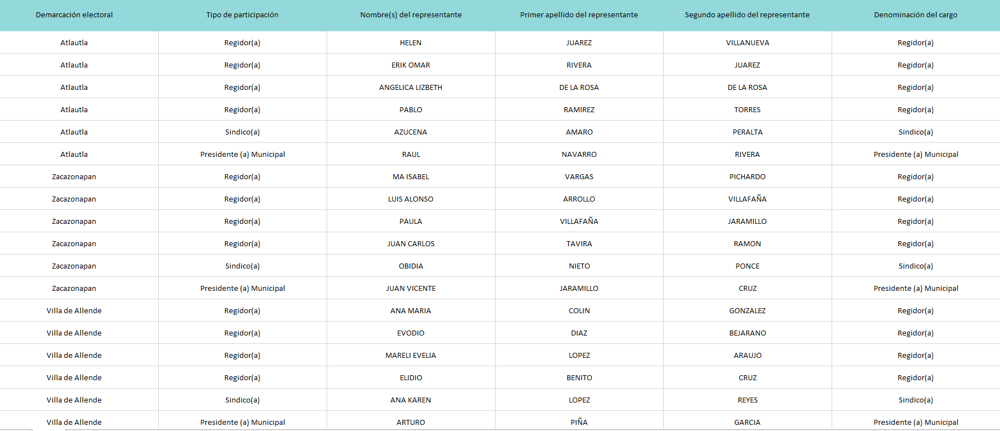 Demarcación electoral Tipo de participación Nombre(s) del representante Primer apellido del representante Segundo apellido del representante Denominación del cargo
Atlautla Regidor(a) HELEN JUAREZ VILLANUEVA Regidor(a)
Atlautla Regidor(a) ERIK OMAR RIVERA JUAREZ Regidor(a)
Atlautla Regidor(a) ANGELICA LIZBETH DE LA ROSA DE LA ROSA Regidor(a)
Atlautla Regidor(a) PABLO RAMIREZ TORRES Regidor(a)
Atlautla Sindico(a) AZUCENA AMARO PERALTA Sindico(a)
Atlautla Presidente (a) Municipal RAUL NAVARRO RIVERA Presidente (a) Municipal
Zacazonapan Regidor(a) MA ISABEL VARGAS PICHARDO Regidor(a)
Zacazonapan Regidor(a) LUIS ALONSO ARROLLO VILLAFAÑA Regidor(a)
Zacazonapan Regidor(a) PAULA VILLAFAÑA JARAMILLO Regidor(a)
Zacazonapan Regidor(a) JUAN CARLOS TAVIRA RAMON Regidor(a)
Zacazonapan Sindico(a) OBIDIA NIETO PONCE Sindico(a)
Zacazonapan Presidente (a) Municipal JUAN VICENTE JARAMILLO CRUZ Presidente (a) Municipal
Villa de Allende Regidor(a) ANA MARIA COLIN GONZALEZ Regidor(a)
Villa de Allende Regidor(a) EVODIO DIAZ BEJARANO Regidor(a)
Villa de Allende Regidor(a) MARELI EVELIA LOPEZ ARAUJO Regidor(a)
Villa de Allende Regidor(a) ELIDIO BENITO CRUZ Regidor(a)
Villa de Allende Sindico(a) ANA KAREN LOPEZ REYES Sindico(a)
Villa de Allende Presidente (a) Municipal ARTURO PIÑA GARCIA Presidente (a) Municipal